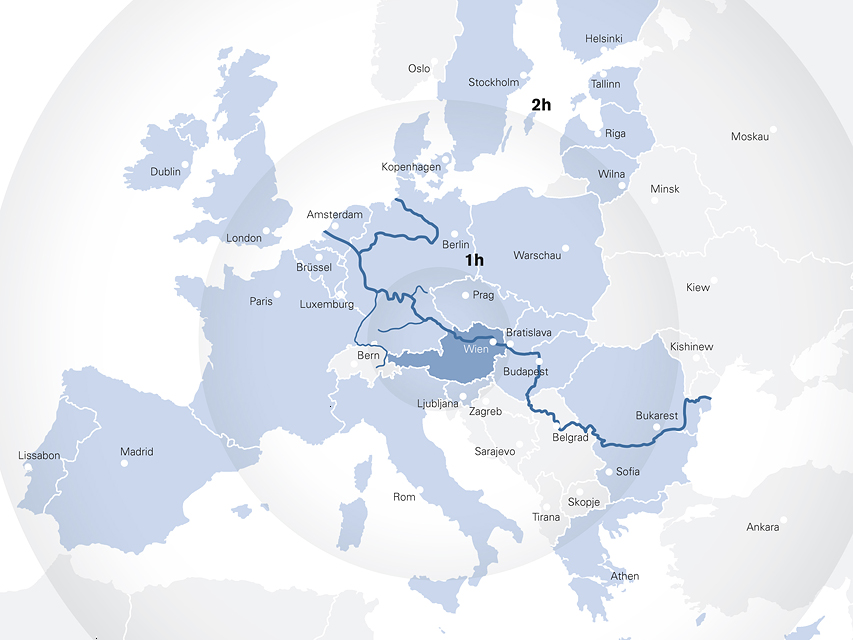 Helsinki
Oslo
Stockholm
Tallinn
2h
Riga
Moskau
Kopenhagen
Dublin
Wilna
Minsk
Amsterdam
London
Berlin
Warschau
1h
Brüssel
Kiew
Paris
Luxemburg
Prag
Bratislava
Wien
Kishinew
Bern
Budapest
Ljubljana
Zagreb
Bukarest
Belgrad
Madrid
Lissabon
Sarajevo
Sofia
Rom
Skopje
Tirana
Ankara
Athen